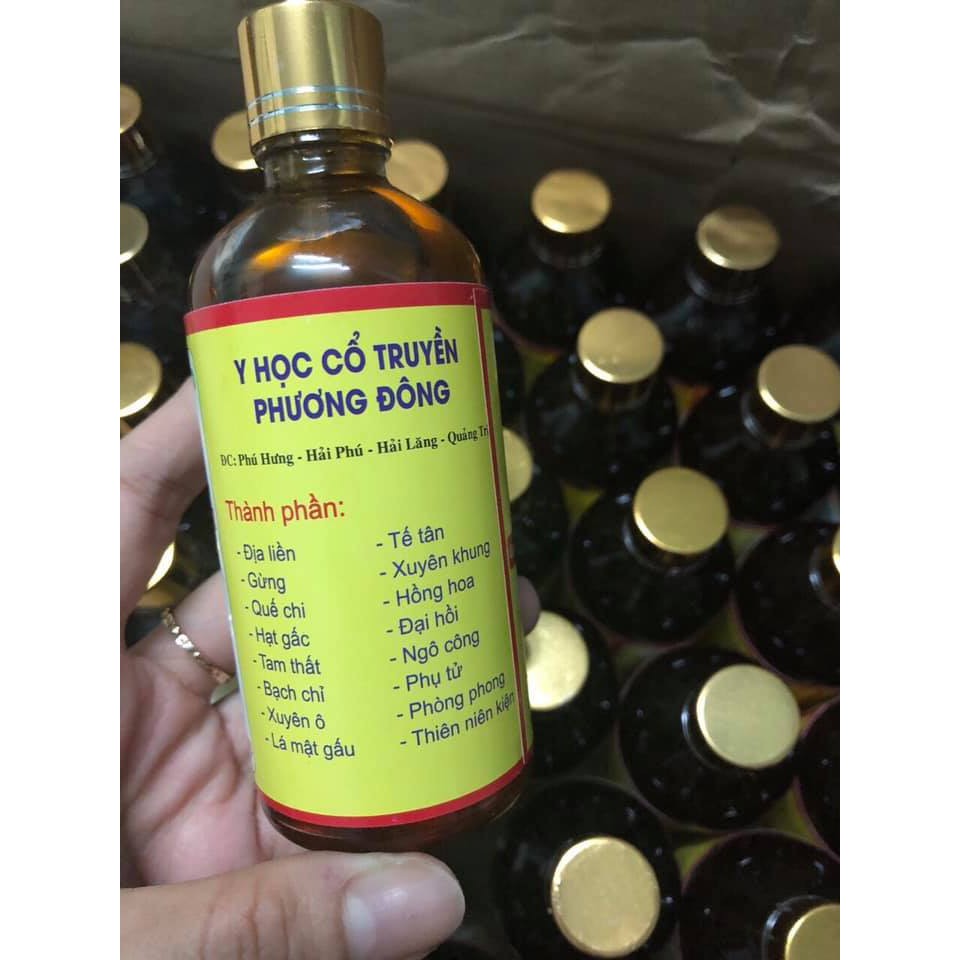 Y HỌC CỔ TRUYỀN
PHƯƠNG ĐÔNG
ĐC: Phú Hưng - Hải Phú - Hải Lăng - Quảng Trị
Thành phần:
- Địa liền
- Gừng
- Quế chi
- Hạt gấc
- Tam thất
- Bạch chỉ
- Xuyên ô
- Lá mật gấu
- Tế tân
- Xuyên khung
- Hồng hoa
- Đại hồi
- Ngô công
- Phụ tử
- Phòng phong
- Thiên niên kiện